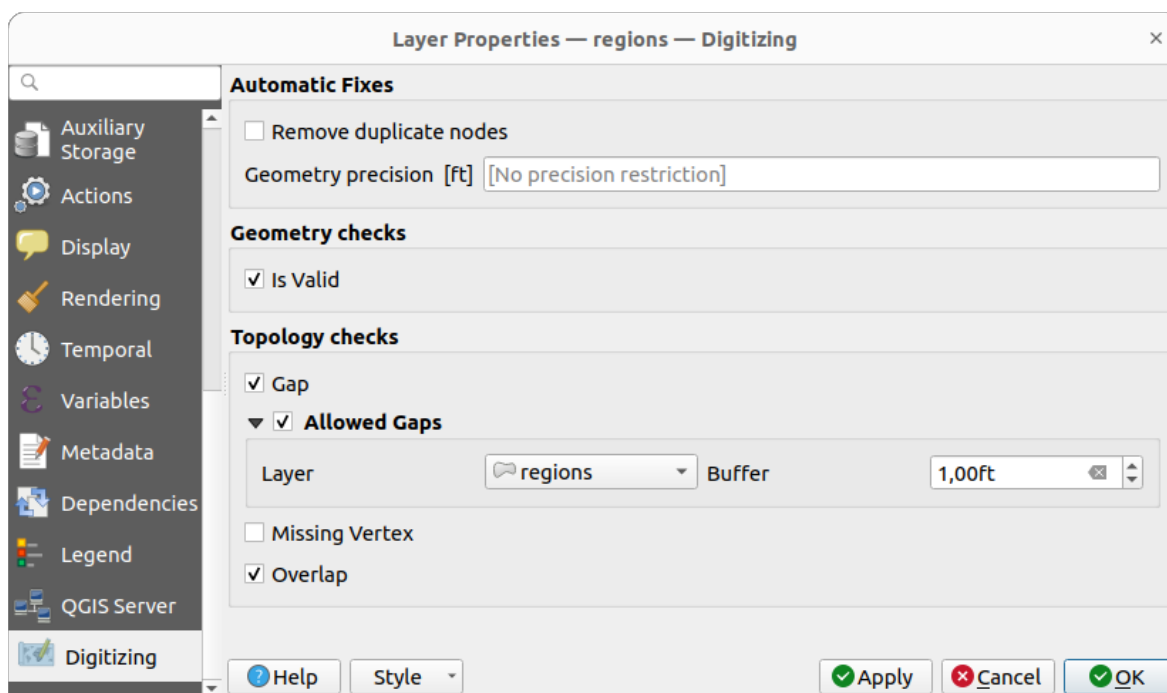 Layer Properties — regions — Digitizing
Auxiliary
Storage
Actions
Display
Rendering
Temporal
Variables
Metadata
Dependencies
Legend
QGIS Server
Digitizing
Automatic Fixes
Remove duplicate nodes
Geometry precision [ft] [No precision restriction]
Geometry checks
Is Valid
Topology checks
Gap
Allowed Gaps
Layer regions Buffer 1,00ft
Missing Vertex
Overlap
Help Style Apply Cancel OK